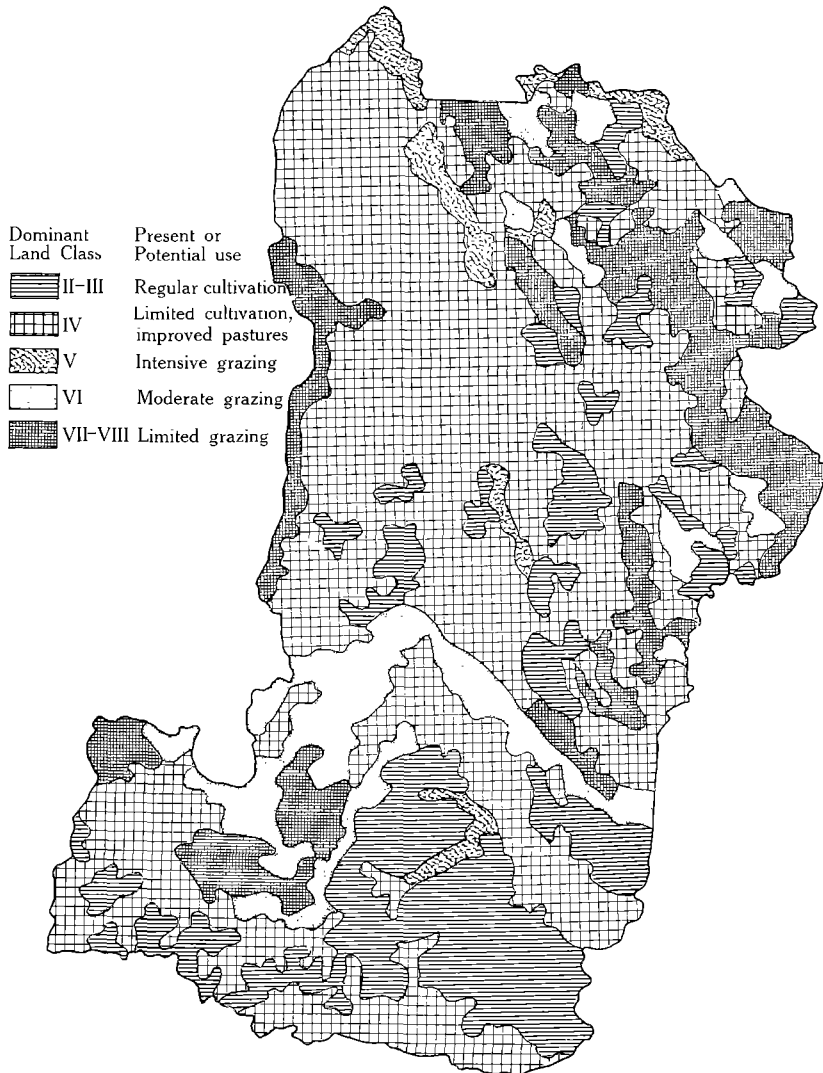 Dominant Land Class Present or Potential use
II–III Regular cultivation
IV Limited cultivation, improved pastures
V Intensive grazing
VI Moderate grazing
VII–VIII Limited grazing